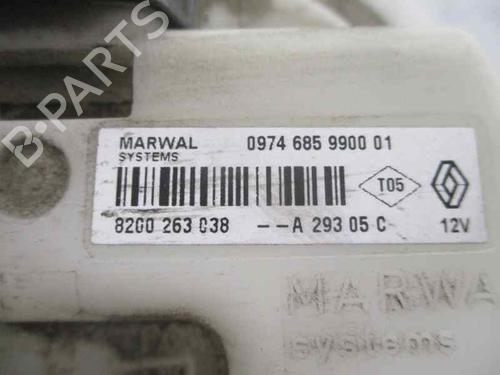 MARWAL 0974 685 9900 01
SYSTEMS
T05
8200 263 038 --A 293 05 C 12V
MARWA
systems
B-PARTS